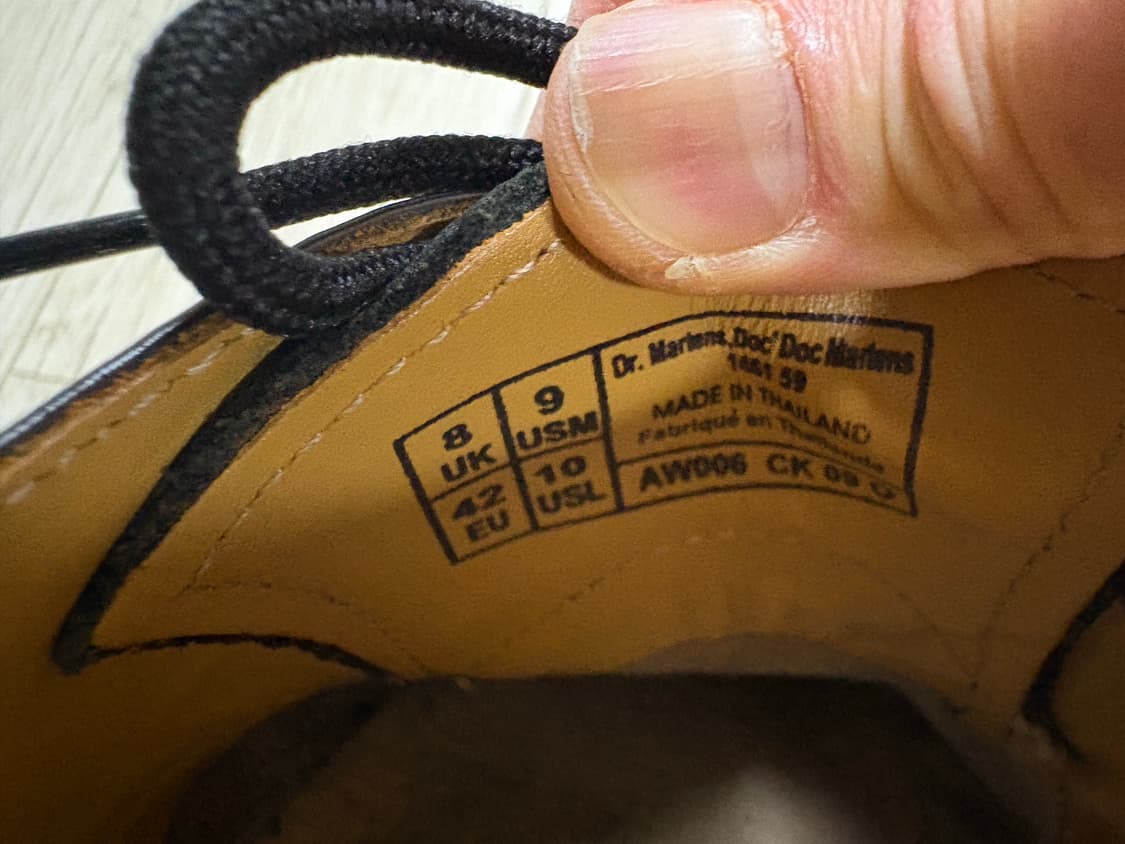 8
UK
9
USM
42
EU
10
USL
Dr. Martens, Doc' Doc Martens
1461 59
MADE IN THAILAND
Fabriqué en Thaïlande
AW006 CK 09 O